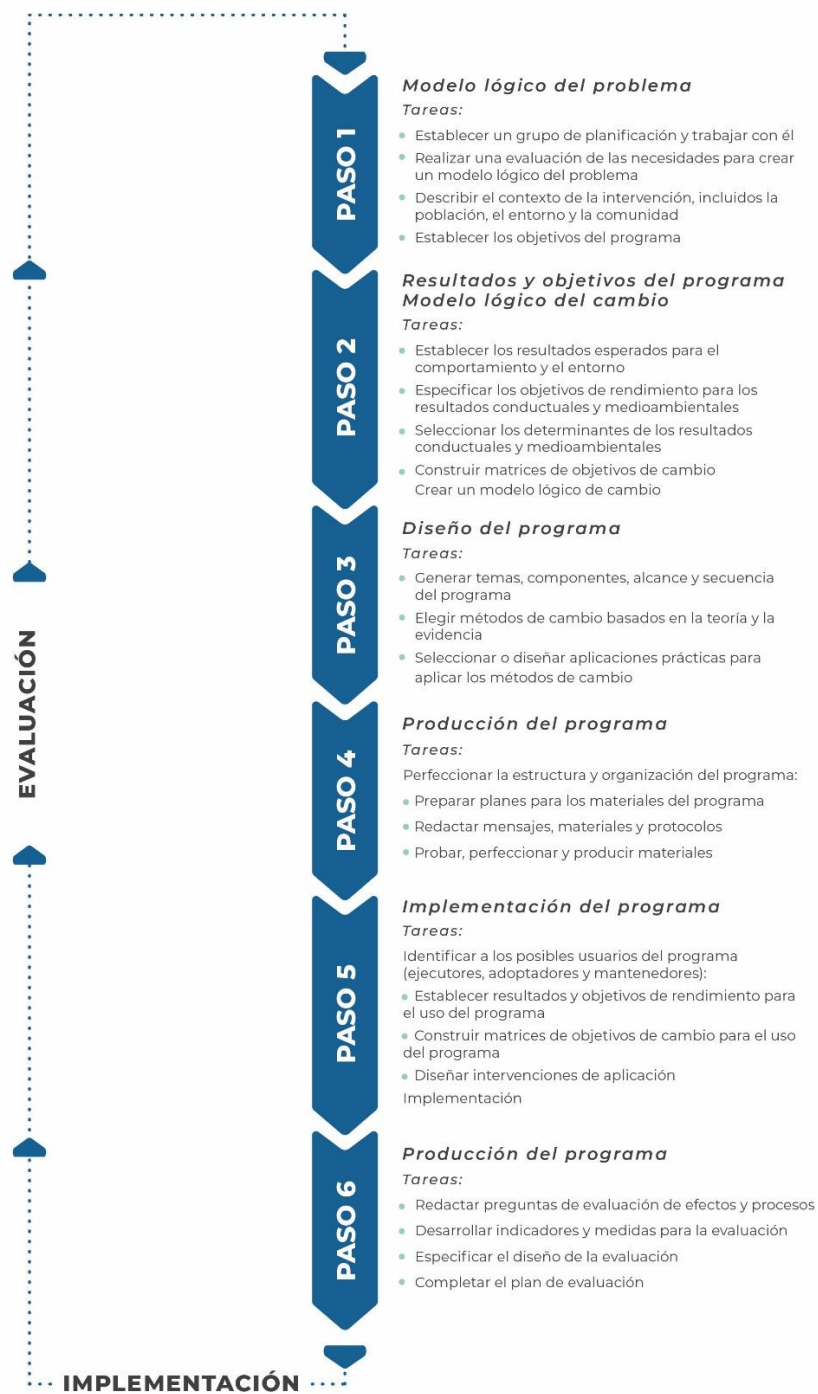 PASO 1
Modelo lógico del problema
Tareas:
• Establecer un grupo de planificación y trabajar con él
• Realizar una evaluación de las necesidades para crear
un modelo lógico del problema
• Describir el contexto de la intervención, incluidos la
población, el entorno y la comunidad
• Establecer los objetivos del programa
PASO 2
Resultados y objetivos del programa
Modelo lógico del cambio
Tareas:
• Establecer los resultados esperados para el
comportamiento y el entorno
• Especificar los objetivos de rendimiento para los
resultados conductuales y medioambientales
• Seleccionar los determinantes de los resultados
conductuales y medioambientales
• Construir matrices de objetivos de cambio
Crear un modelo lógico de cambio
PASO 3
Diseño del programa
Tareas:
• Generar temas, componentes, alcance y secuencia
del programa
• Elegir métodos de cambio basados en la teoría y la
evidencia
• Seleccionar o diseñar aplicaciones prácticas para
aplicar los métodos de cambio
PASO 4
Producción del programa
Tareas:
Perfeccionar la estructura y organización del programa:
• Preparar planes para los materiales del programa
• Redactar mensajes, materiales y protocolos
• Probar, perfeccionar y producir materiales
PASO 5
Implementación del programa
Tareas:
Identificar a los posibles usuarios del programa
(ejecutores, adoptadores y mantenedores):
• Establecer resultados y objetivos de rendimiento para
el uso del programa
• Construir matrices de objetivos de cambio para el uso
del programa
• Diseñar intervenciones de aplicación
Implementación
PASO 6
Producción del programa
Tareas:
• Redactar preguntas de evaluación de efectos y procesos
• Desarrollar indicadores y medidas para la evaluación
• Especificar el diseño de la evaluación
• Completar el plan de evaluación
IMPLEMENTACIÓN
EVALUACIÓN